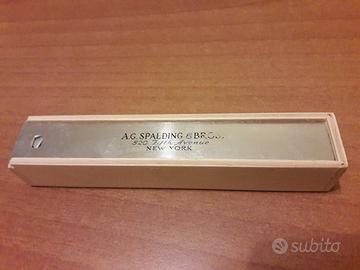 A.G. SPALDING & BROS.
520 Fifth Avenue
NEW YORK
subito